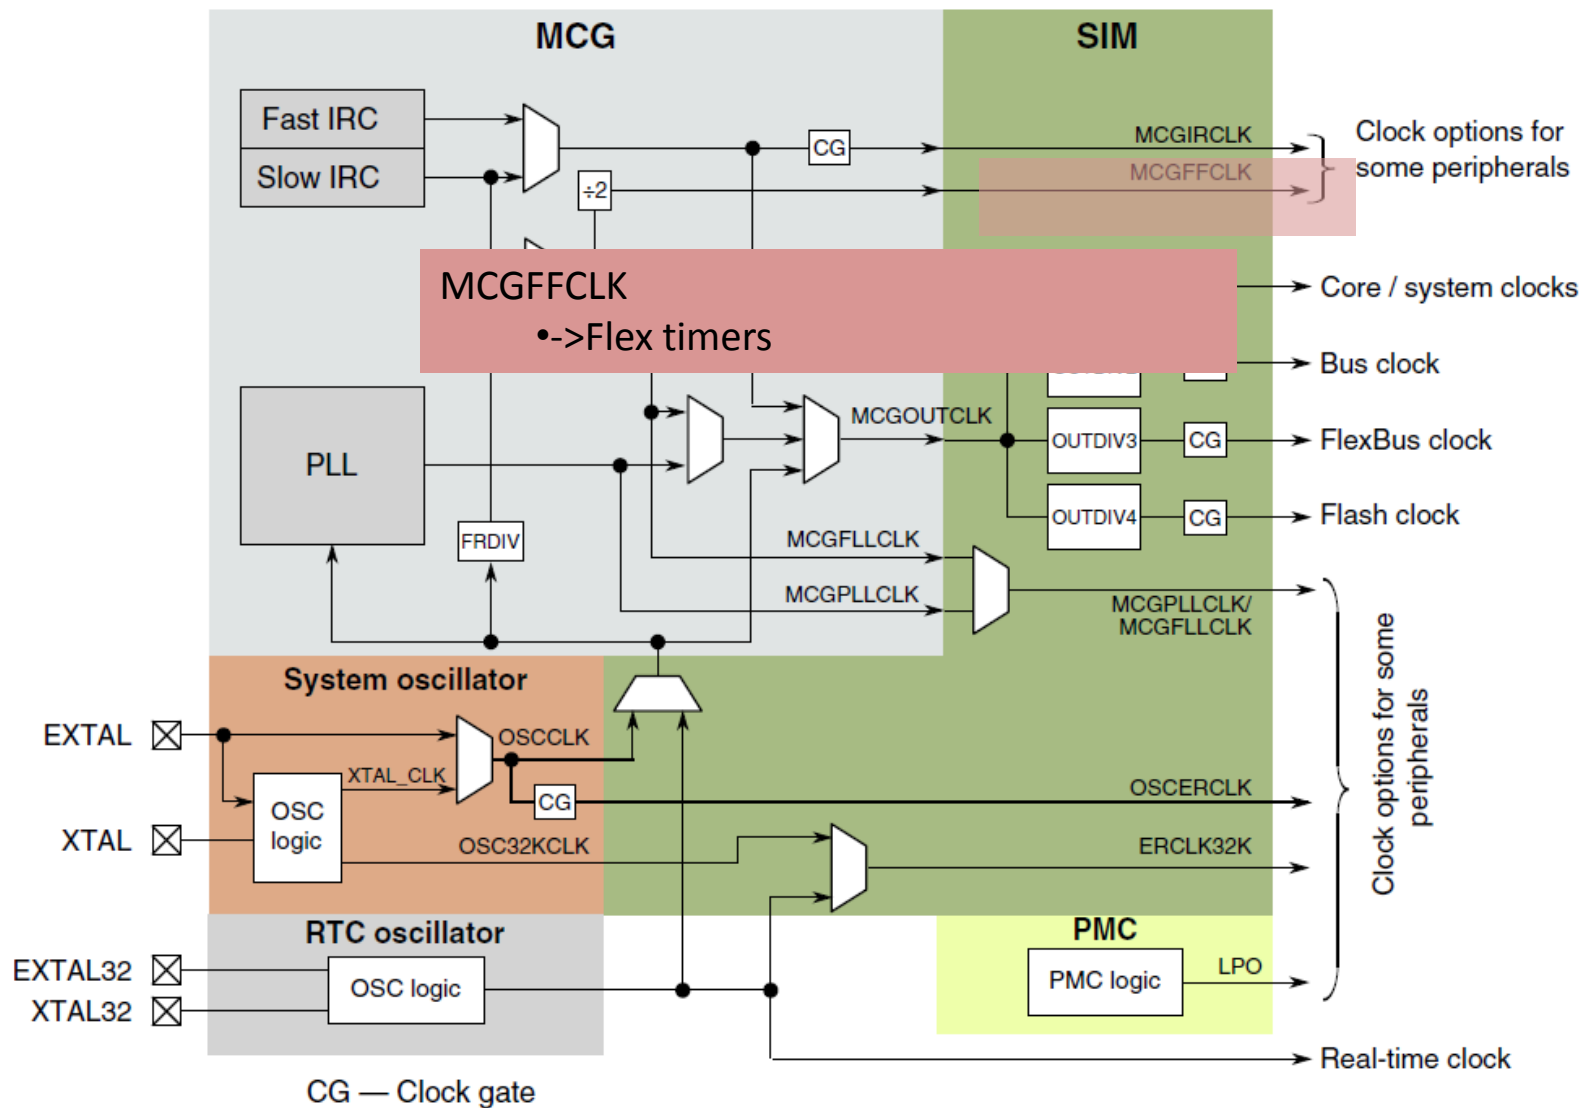 MCG
SIM
Fast IRC
Slow IRC
CG
÷2
MCGIRCLK
MCGFFCLK
Clock options for
some peripherals
MCGFFCLK
•->Flex timers
Core / system clocks
Bus clock
PLL
FRDIV
MCGOUTCLK
OUTDIV3
CG
FlexBus clock
OUTDIV4
CG
Flash clock
MCGFLLCLK
MCGPLLCLK
MCGPLLCLK/
MCGFLLCLK
System oscillator
EXTAL
XTAL
OSCCLK
XTAL_CLK
OSC
logic
CG
OSC32KCLK
OSCERCLK
ERCLK32K
Clock options for some
peripherals
RTC oscillator
EXTAL32
XTAL32
OSC logic
PMC
PMC logic
LPO
Real-time clock
CG — Clock gate